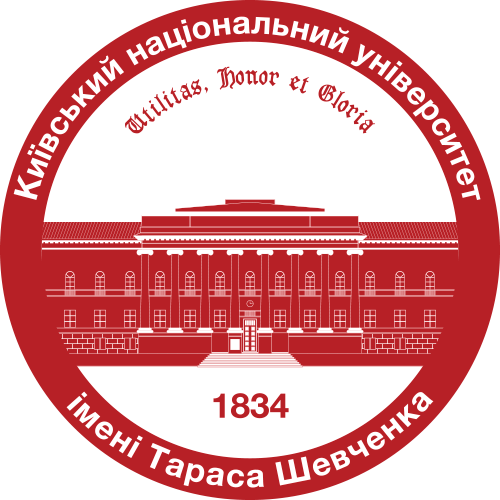 Київський національний університет
Utilitas, Honor et Gloria
1834
імені Тараса Шевченка